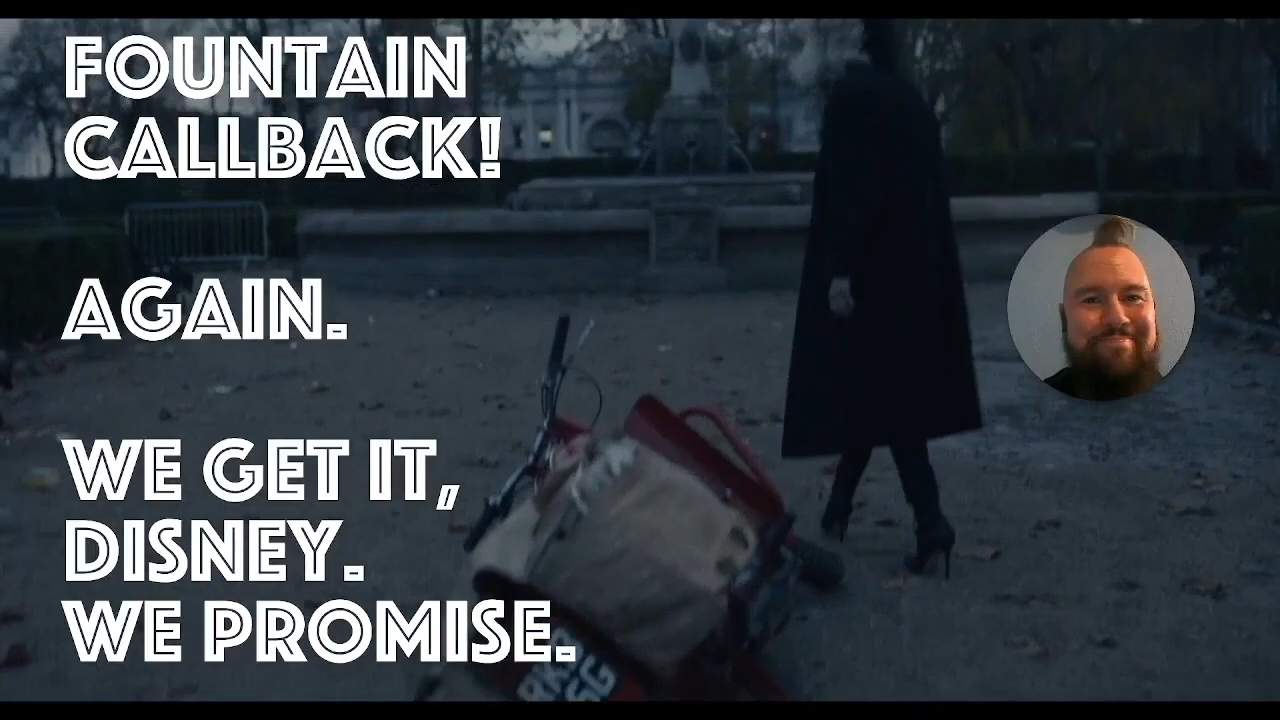 FOUNTAIN
CALLBACK!
AGAIN.
WE GET IT,
DISNEY.
WE PROMISE.